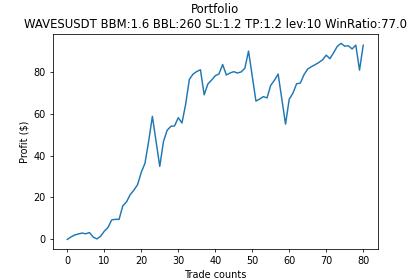 Portfolio
WAVESUSDT BBM:1.6 BBL:260 SL:1.2 TP:1.2 lev:10 WinRatio:77.0
Profit ($)
80
60
40
20
0
0 10 20 30 40 50 60 70 80
Trade counts